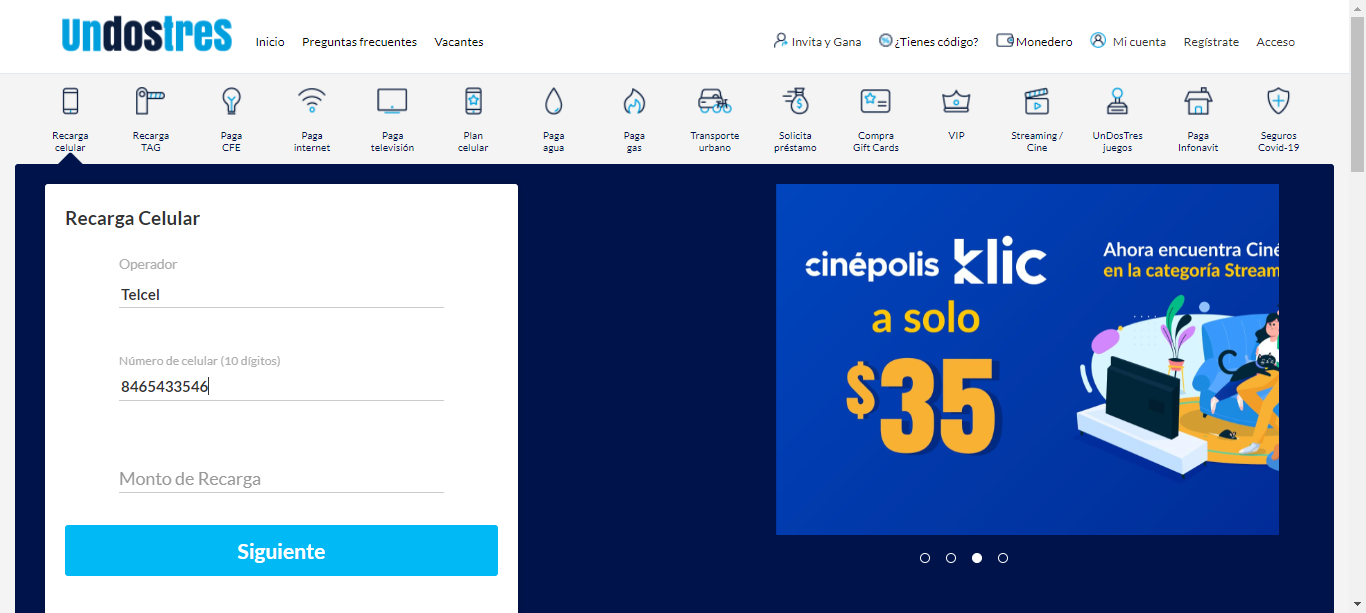 undostres
Inicio
Preguntas frecuentes
Vacantes
Invita y Gana
¿Tienes código?
Monedero
Mi cuenta
Regístrate
Acceso
Recarga
celular
Recarga
TAG
Paga
CFE
Paga
internet
Paga
televisión
Plan
celular
Paga
agua
Paga
gas
Transporte
urbano
Solicita
préstamo
Compra
Gift Cards
VIP
Streaming /
Cine
UnDosTres
juegos
Paga
Infonavit
Seguros
Covid-19
Recarga Celular
Operador
Telcel
Número de celular (10 dígitos)
8465433546
Monto de Recarga
Siguiente
cinépolis klic
a solo
$35
Ahora encuentra Ciné
en la categoría Stream